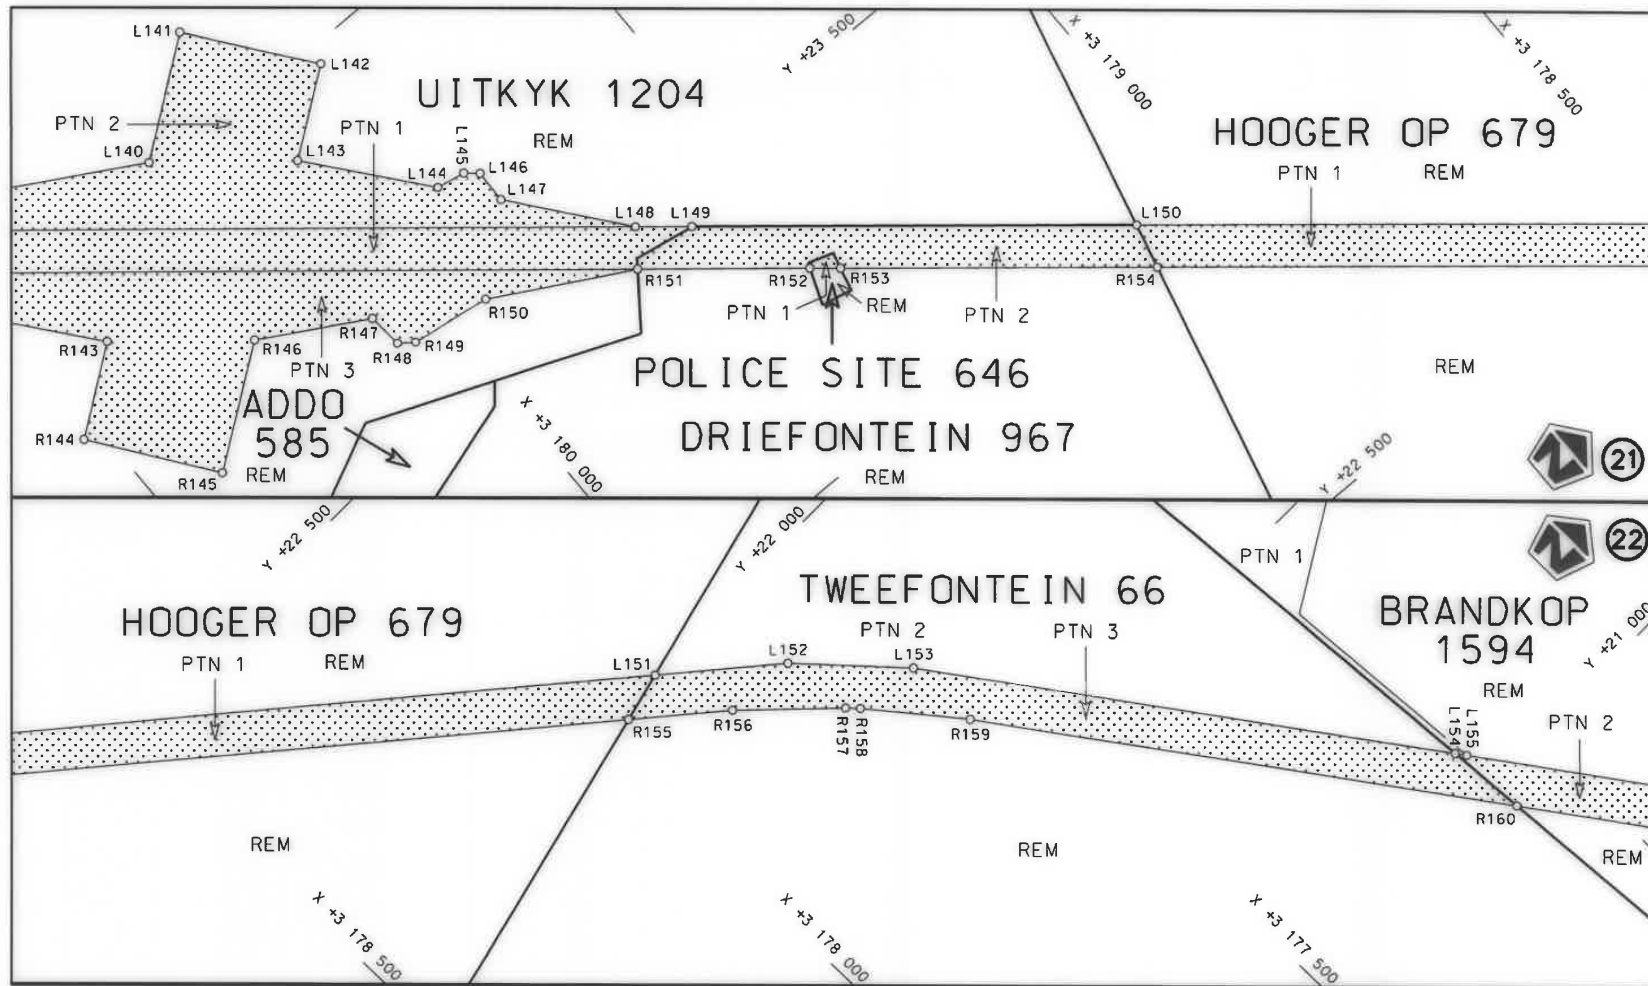 L141
L142
UITKYK 1204
PTN 2
PTN 1
L145
REM
L140
L143
L144
L146
L147
L148
L149
Y +23 500
X +3 179 000
X +3 178 500
HOOGER OP 679
PTN 1
REM
L150
R151
R152
R153
R154
PTN 1
REM
PTN 2
R150
R143
R146
R147
R148
R149
PTN 3
POLICE SITE 646
REM
ADDO
585
R144
R145
REM
X +3 180 000
DRIEFONTEIN 967
REM
Y +22 500
21
Y +22 500
Y +22 000
PTN 1
22
HOOGER OP 679
PTN 1
REM
TWEEFONTEIN 66
PTN 2
PTN 3
BRANDKOP
1594
Y +21 000
REM
L151
L152
L153
L154
L155
PTN 2
R155
R156
R157
R158
R159
R160
REM
REM
REM
X +3 178 500
X +3 178 000
X +3 177 500